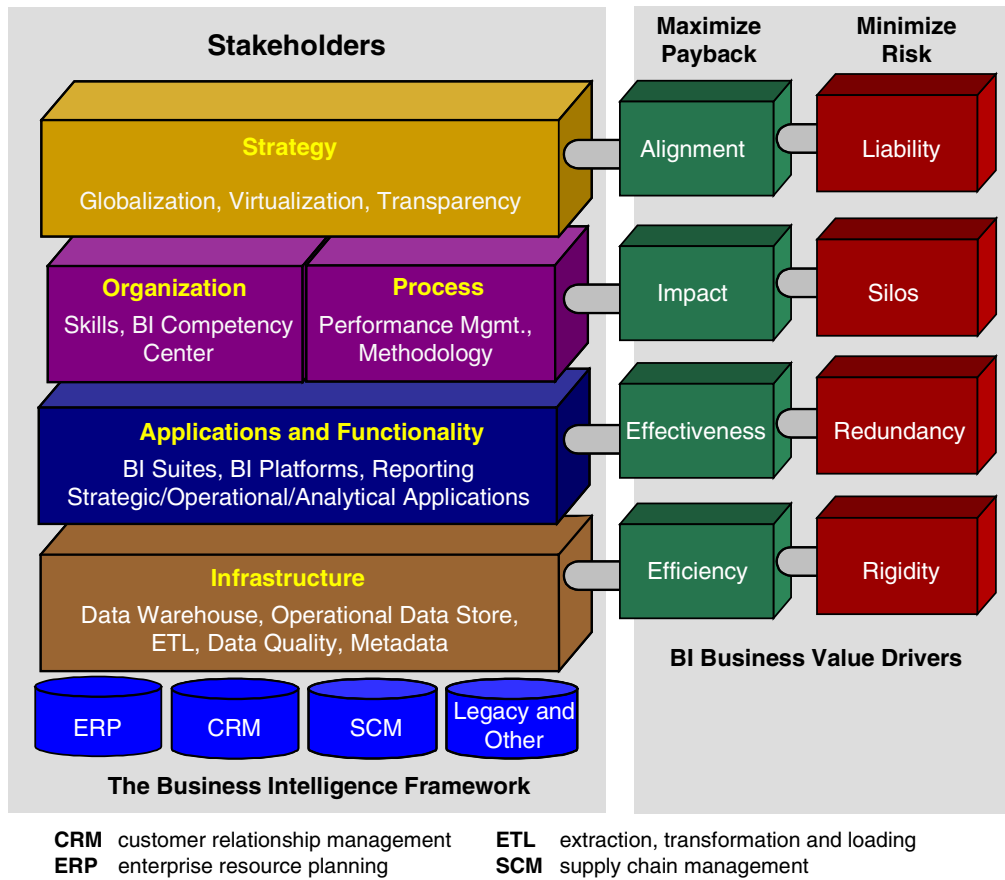 Stakeholders
Strategy
Globalization, Virtualization, Transparency
Organization
Skills, BI Competency
Center
Process
Performance Mgmt.,
Methodology
Applications and Functionality
BI Suites, BI Platforms, Reporting
Strategic/Operational/Analytical Applications
Infrastructure
Data Warehouse, Operational Data Store,
ETL, Data Quality, Metadata
ERP
CRM
SCM
Legacy and
Other
The Business Intelligence Framework
Maximize
Payback
Minimize
Risk
Alignment
Liability
Impact
Silos
Effectiveness
Redundancy
Efficiency
Rigidity
BI Business Value Drivers
CRM customer relationship management
ERP enterprise resource planning
ETL extraction, transformation and loading
SCM supply chain management